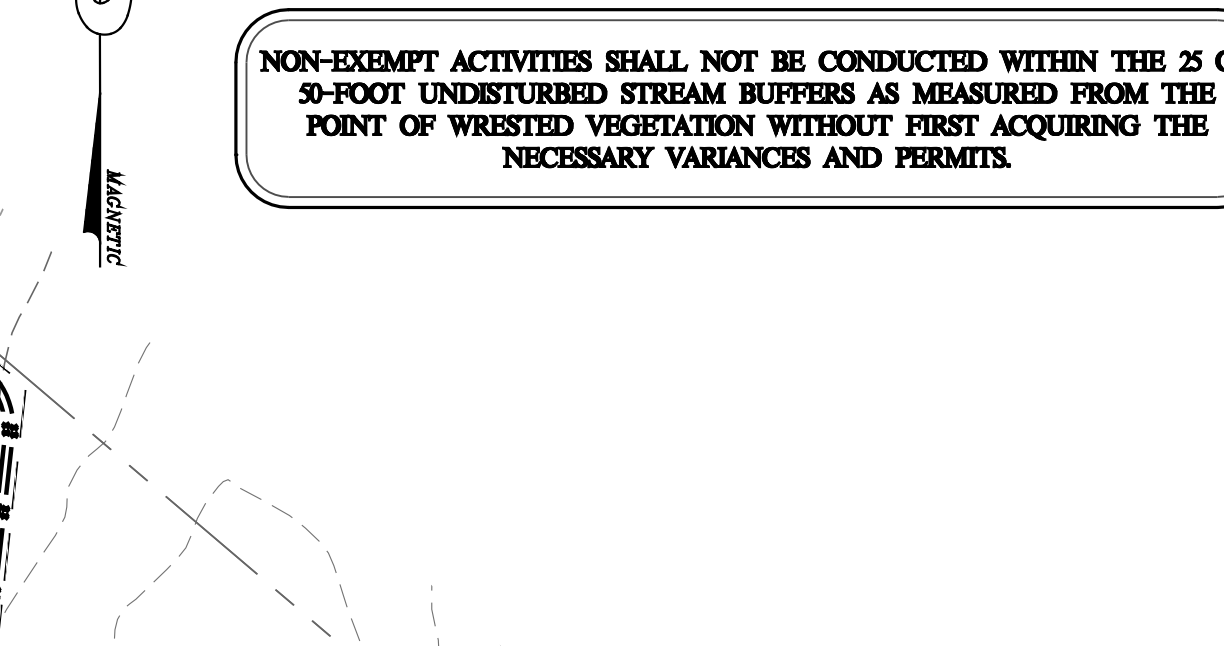 NON-EXEMPT ACTIVITIES SHALL NOT BE CONDUCTED WITHIN THE 25
50-FOOT UNDISTURBED STREAM BUFFERS AS MEASURED FROM THE
POINT OF WRESTED VEGETATION WITHOUT FIRST ACQUIRING THE
NECESSARY VARIANCES AND PERMITS.
MAGNETIC